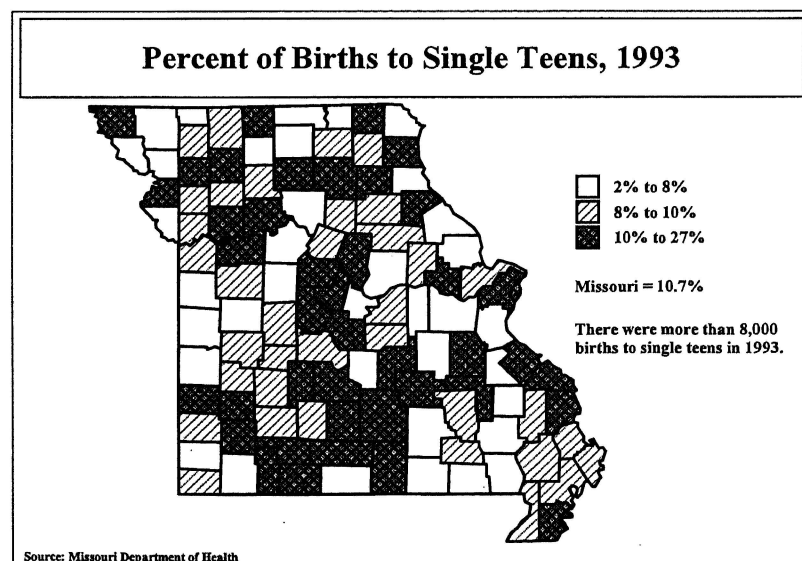 Percent of Births to Single Teens, 1993
2% to 8%
8% to 10%
10% to 27%
Missouri = 10.7%
There were more than 8,000
births to single teens in 1993.
Source: Missouri Department of Health